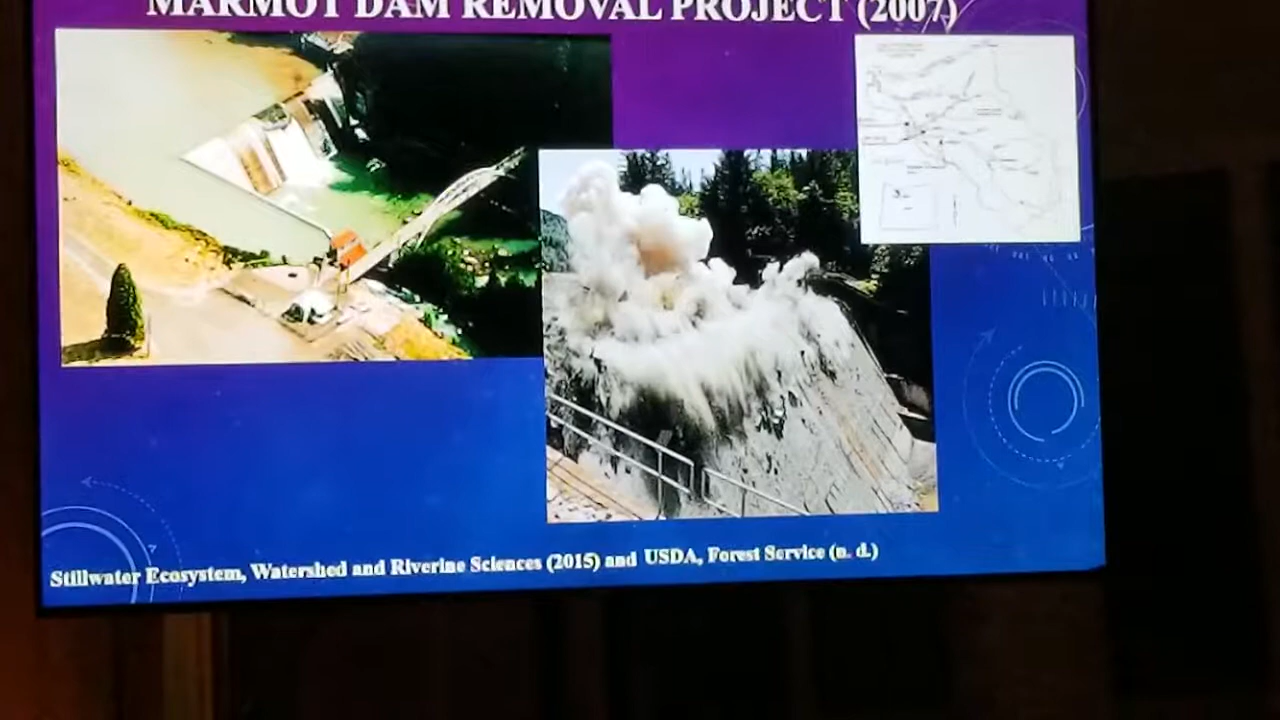 MARMOT DAM REMOVAL PROJECT (2007)
Stillwater Ecosystem, Watershed and Riverine Sciences (2015) and USDA, Forest Service (n. d.)